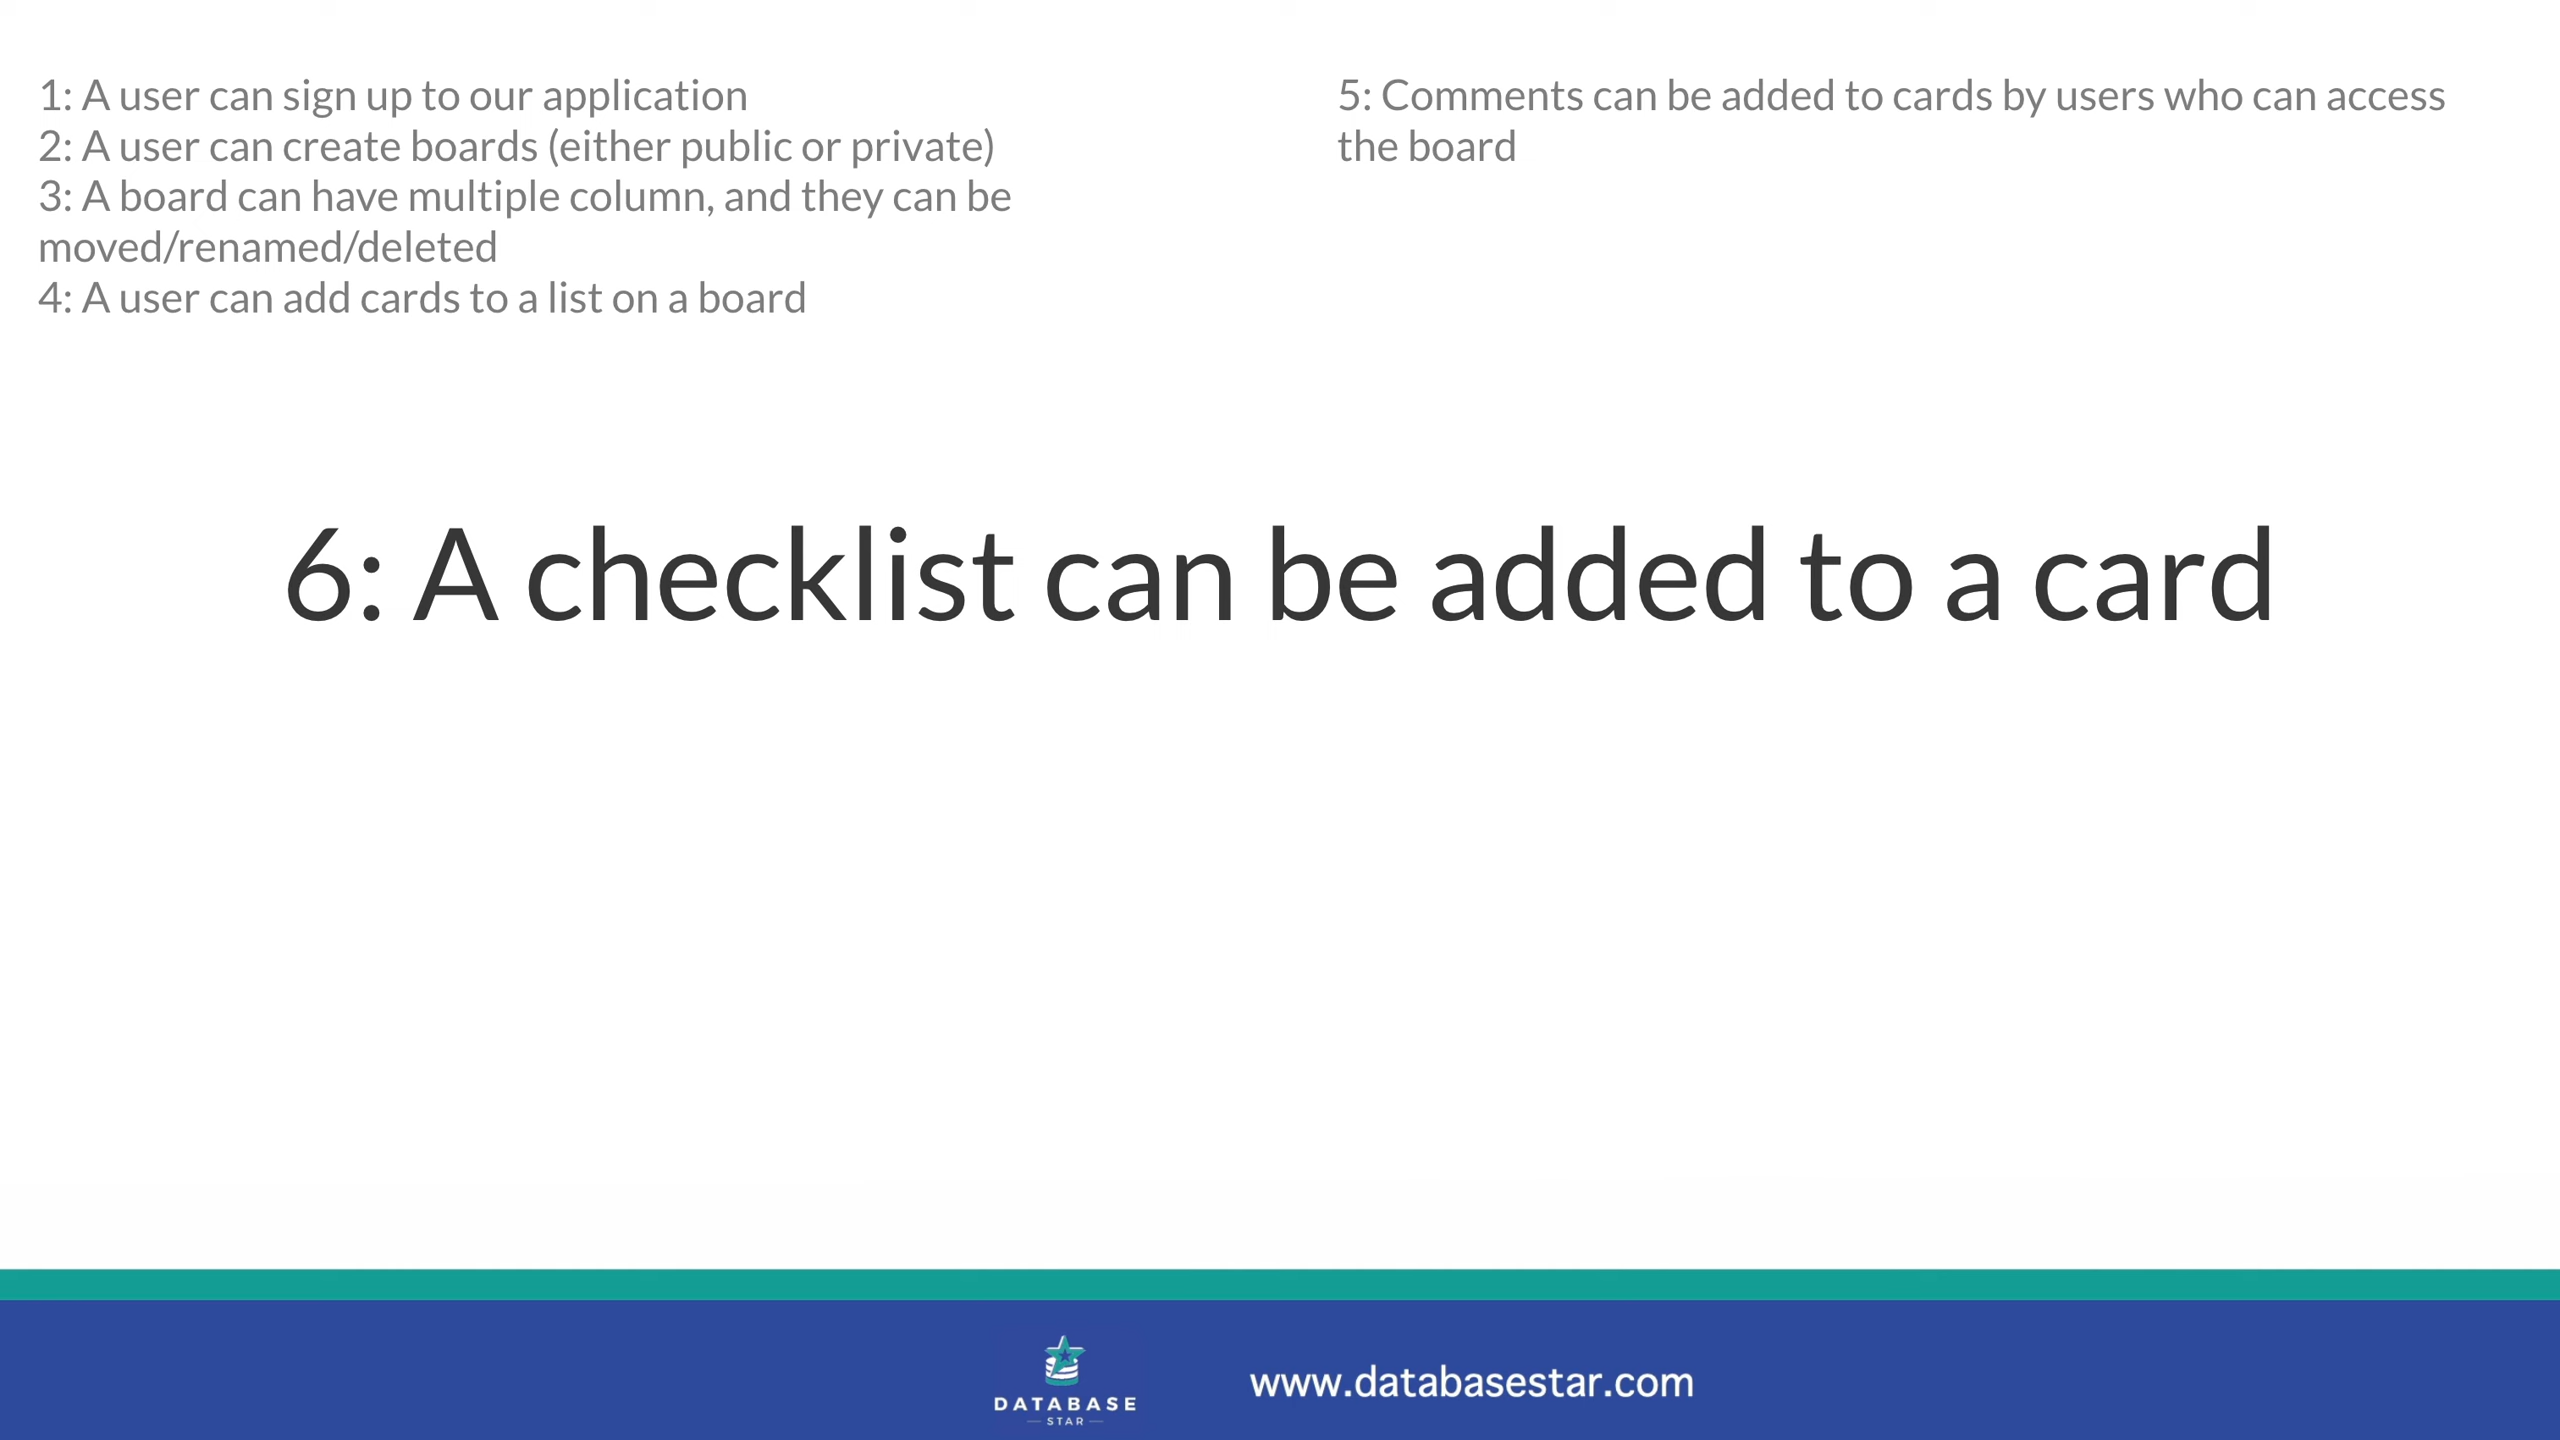 1: A user can sign up to our application
2: A user can create boards (either public or private)
3: A board can have multiple column, and they can be
moved/renamed/deleted
4: A user can add cards to a list on a board
5: Comments can be added to cards by users who can access
the board
6: A checklist can be added to a card
DATABASE
STAR
www.databasestar.com